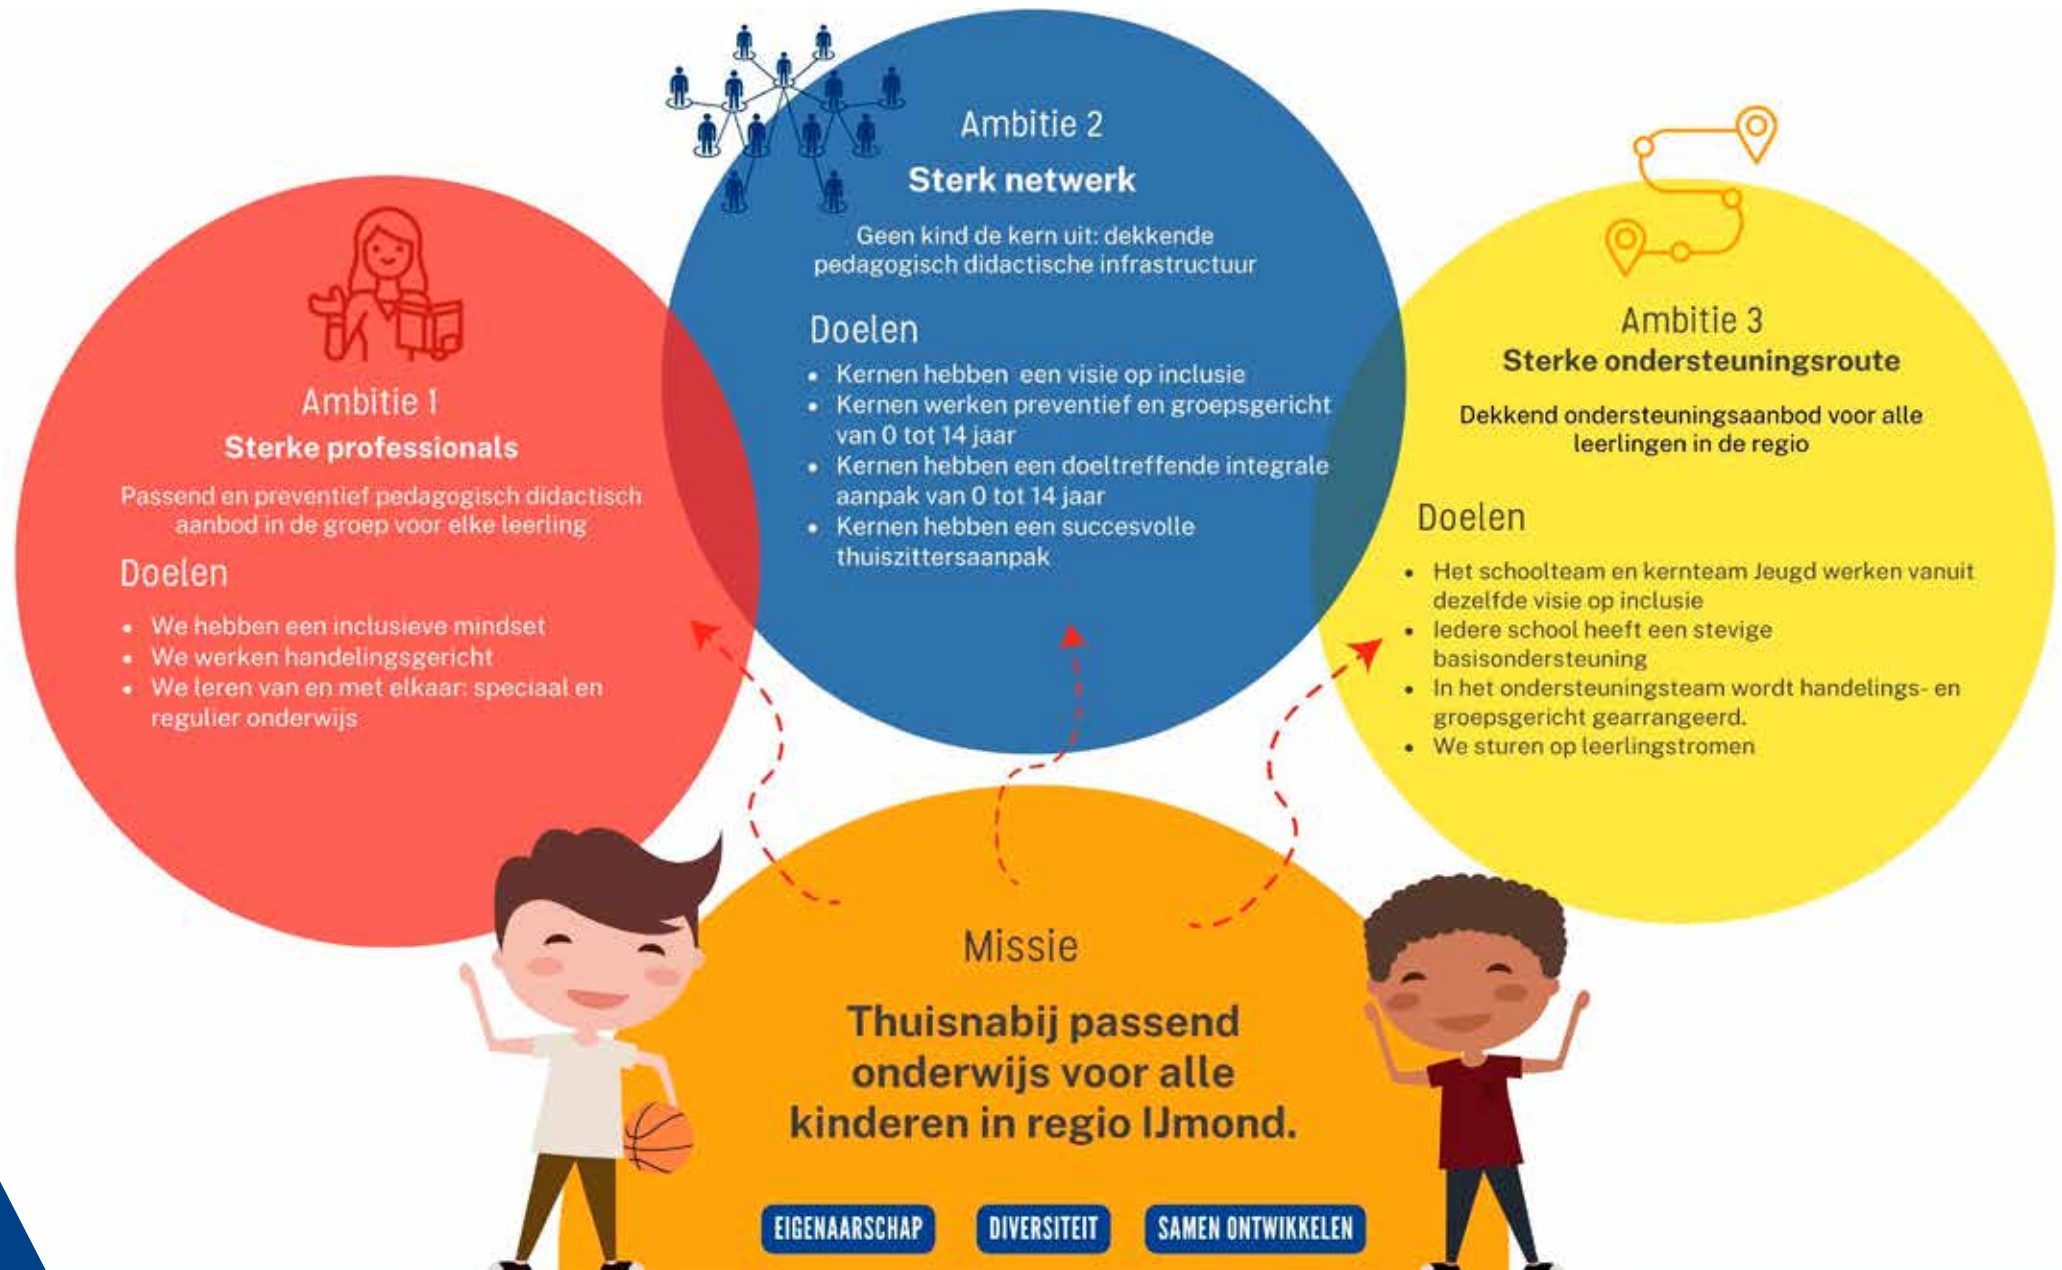 Ambitie 1
Sterke professionals
Passend en preventief pedagogisch didactisch
aanbod in de groep voor elke leerling
Doelen
• We hebben een inclusieve mindset
• We werken handelingsgericht
• We leren van en met elkaar: speciaal en
regulier onderwijs
Ambitie 2
Sterk netwerk
Geen kind de kern uit: dekkende
pedagogisch didactische infrastructuur
Doelen
• Kernen hebben een visie op inclusie
• Kernen werken preventief en groepsgericht
van 0 tot 14 jaar
• Kernen hebben een doeltreffende integrale
aanpak van 0 tot 14 jaar
• Kernen hebben een succesvolle
thuiszittersaanpak
Ambitie 3
Sterke ondersteuningsroute
Dekkend ondersteuningsaanbod voor alle
leerlingen in de regio
Doelen
• Het schoolteam en kernteam Jeugd werken vanuit
dezelfde visie op inclusie
• Iedere school heeft een stevige
basisondersteuning
• In het ondersteuningsteam wordt handelings- en
groepsgericht gearrangeerd.
• We sturen op leerlingstromen
Missie
Thuisnabij passend
onderwijs voor alle
kinderen in regio IJmond.
EIGENAARSCHAP
DIVERSITEIT
SAMEN ONTWIKKELEN